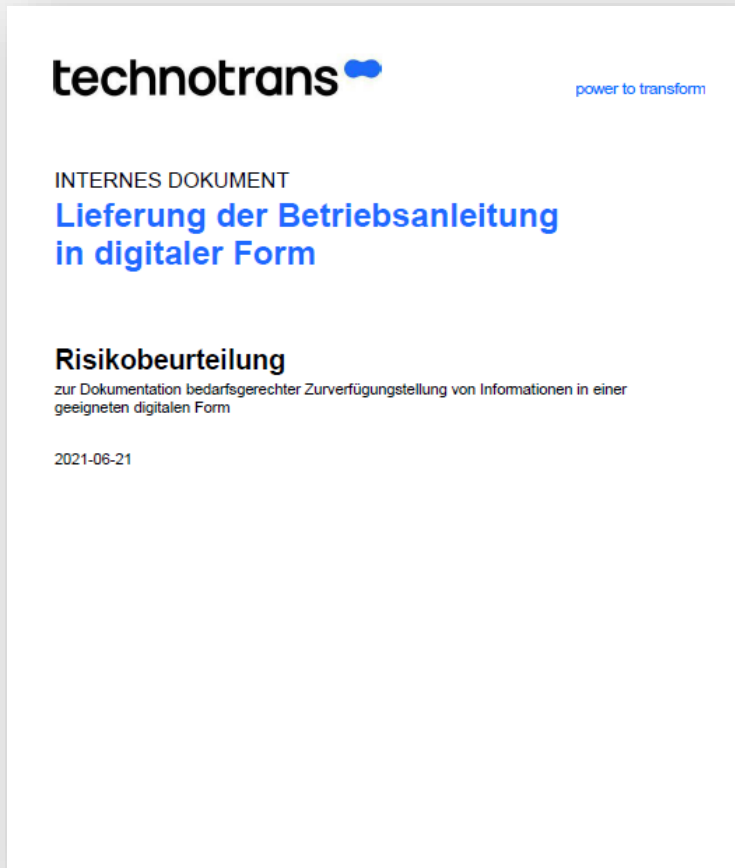 technotrans
power to transform
INTERNES DOKUMENT
Lieferung der Betriebsanleitung
in digitaler Form
Risikobeurteilung
zur Dokumentation bedarfsgerechter Zurverfügungstellung von Informationen in einer
geeigneten digitalen Form
2021-06-21